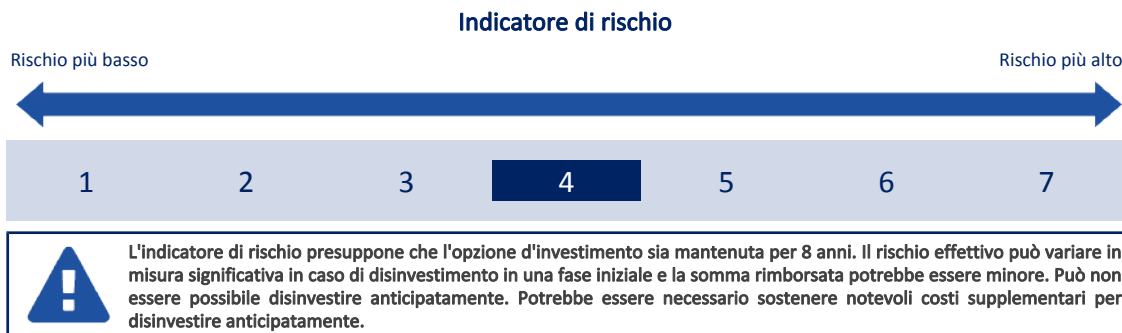 Indicatore di rischio
Rischio più basso
Rischio più alto
1 2 3 4 5 6 7
L'indicatore di rischio presuppone che l'opzione d'investimento sia mantenuta per 8 anni. Il rischio effettivo può variare in
misura significativa in caso di disinvestimento in una fase iniziale e la somma rimborsata potrebbe essere minore. Può non
essere possibile disinvestire anticipatamente. Potrebbe essere necessario sostenere notevoli costi supplementari per
disinvestire anticipatamente.